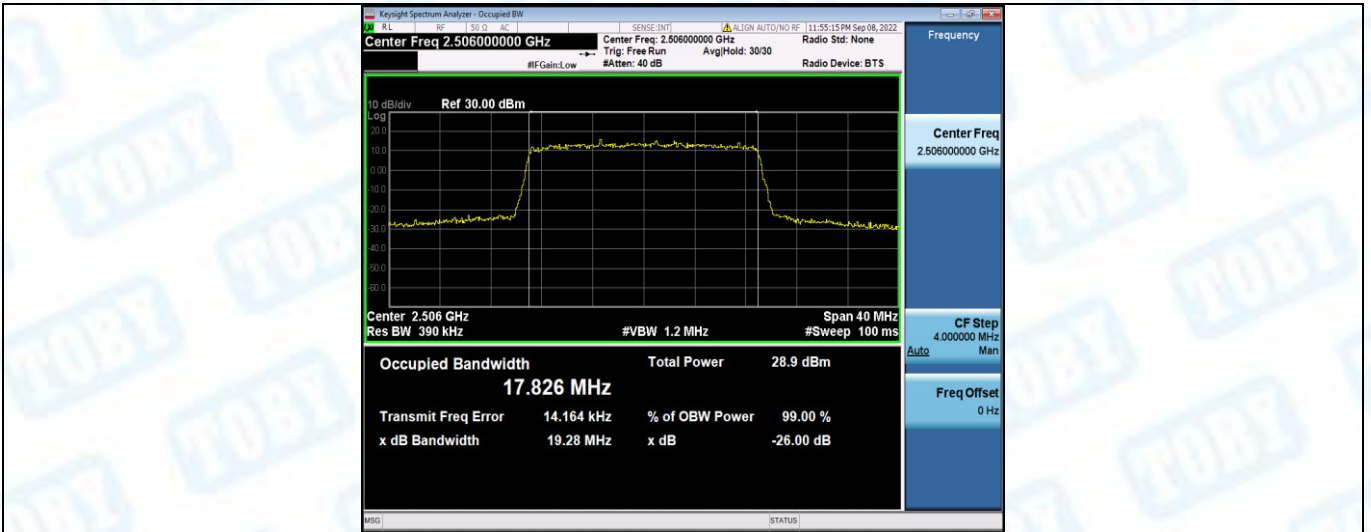 Keysight Spectrum Analyzer - Occupied BW
RL RF 50 Ω AC SENSE:INT ALIGN AUTO/NO RF 11:55:15 PM Sep 08, 2022
Center Freq 2.506000000 GHz
Center Freq: 2.506000000 GHz Radio Std: None
Trig: Free Run Avg|Hold: 30/30
#IFGain:Low #Atten: 40 dB Radio Device: BTS
Frequency
10 dB/div Ref 30.00 dBm
Log
20.0
10.0
0.00
-10.0
-20.0
-30.0
-40.0
-50.0
-60.0
Center Freq
2.506000000 GHz
Center 2.506 GHz Span 40 MHz
Res BW 390 kHz #VBW 1.2 MHz #Sweep 100 ms
CF Step
4.000000 MHz
Auto Man
Freq Offset
0 Hz
Occupied Bandwidth Total Power 28.9 dBm
17.826 MHz
Transmit Freq Error 14.164 kHz % of OBW Power 99.00 %
x dB Bandwidth 19.28 MHz x dB -26.00 dB
MSG STATUS
TOBY
TOBY
TOBY
TOBY
TOBY
TOBY
TOBY
TOBY